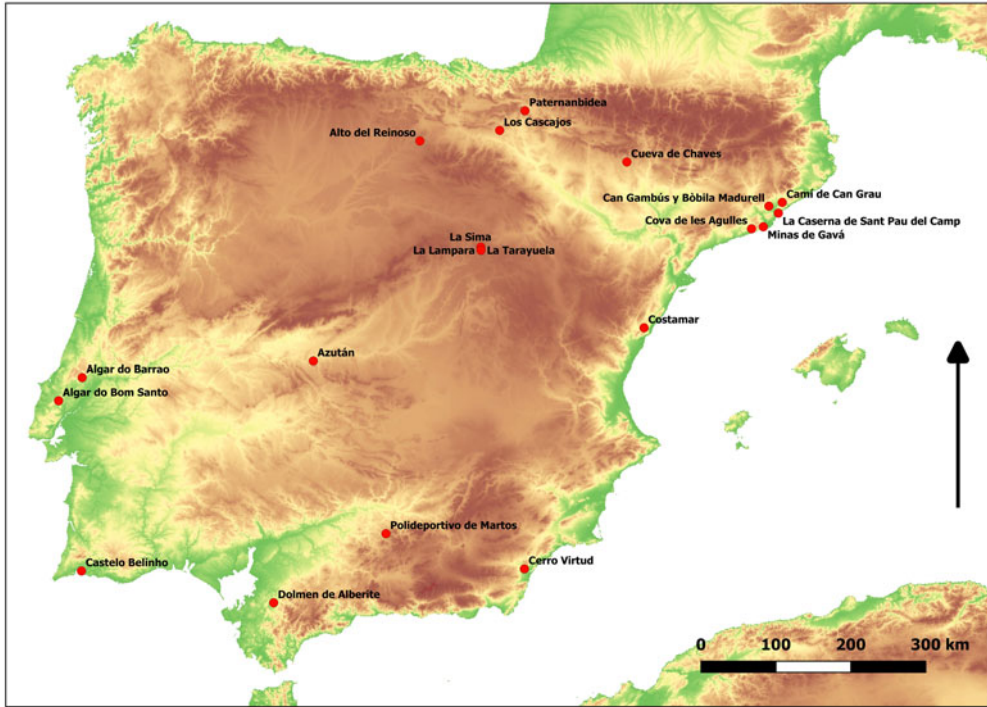 Paternanbidea
Los Cascajos
Alto del Reinoso
Cueva de Chaves
Can Gambús y Bòbila Madurell
Camí de Can Grau
La Caserna de Sant Pau del Camp
Cova de les Agulles
Minas de Gavá
La Sima
La Lampara
La Tarayuela
Costamar
Azután
Algar do Barrao
Algar do Bom Santo
Polideportivo de Martos
Castelo Belinho
Cerro Virtud
Dolmen de Alberite
0 100 200 300 km